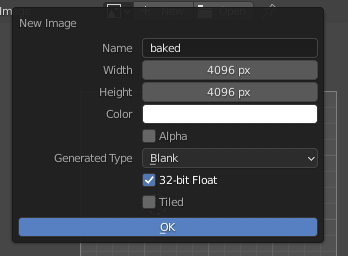 New Image
Name baked
Width 4096 px
Height 4096 px
Color
Alpha
Generated Type Blank
32-bit Float
Tiled
OK